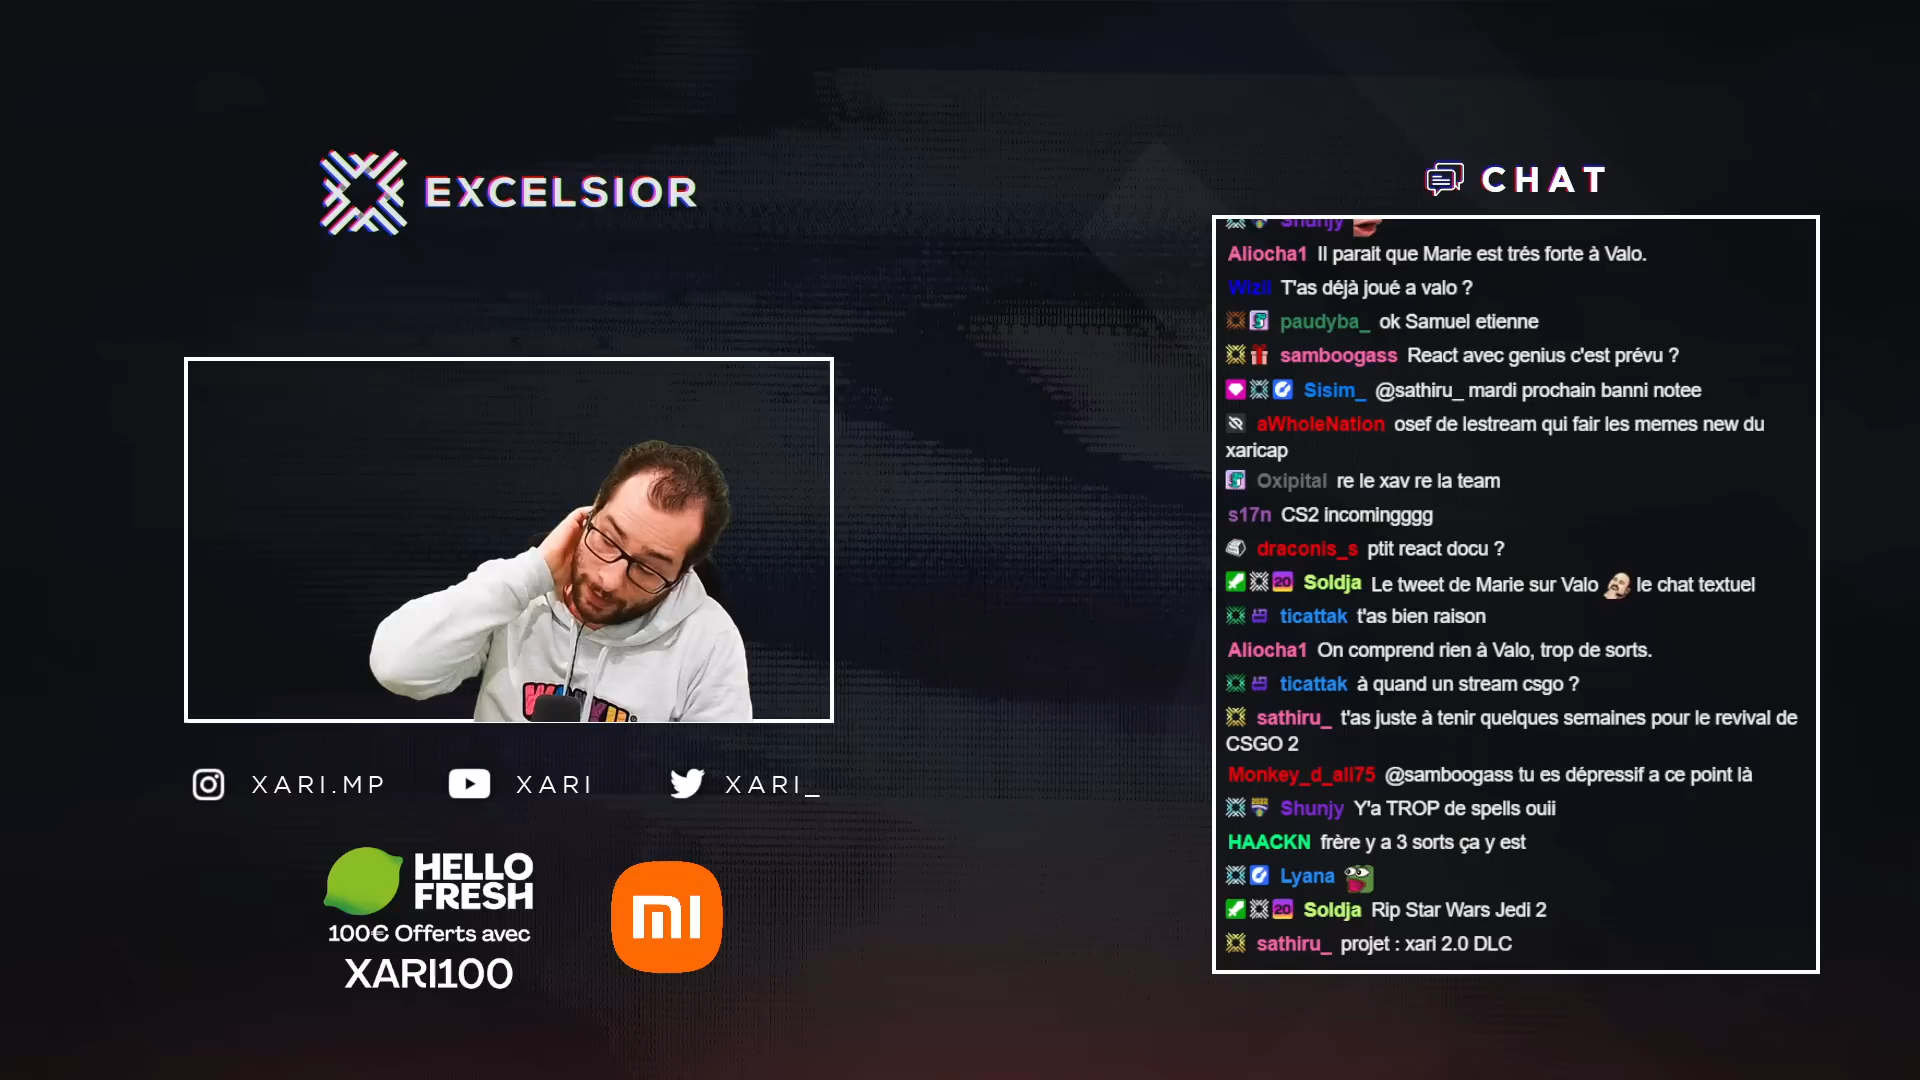 EXCELSIOR
CHAT
Shunjy
Aliocha1 Il parait que Marie est trés forte à Valo.
Wizii T'as déjà joué a valo ?
paudyba_ ok Samuel etienne
samboogass React avec genius c'est prévu ?
Sisim_ @sathiru_ mardi prochain banni notee
aWholeNation osef de lestream qui fair les memes new du
xaricap
Oxipital re le xav re la team
s17n CS2 incomingggg
draconis_s ptit react docu ?
20 Soldja Le tweet de Marie sur Valo le chat textuel
ticattak t'as bien raison
Aliocha1 On comprend rien à Valo, trop de sorts.
ticattak à quand un stream csgo ?
sathiru_ t'as juste à tenir quelques semaines pour le revival de
CSGO 2
Monkey_d_ali75 @samboogass tu es dépressif a ce point là
Shunjy Y'a TROP de spells ouii
HAACKN frère y a 3 sorts ça y est
Lyana
20 Soldja Rip Star Wars Jedi 2
sathiru_ projet : xari 2.0 DLC
XARI.MP XARI XARI_
HELLO
FRESH
100€ Offerts avec
XARI100
MI